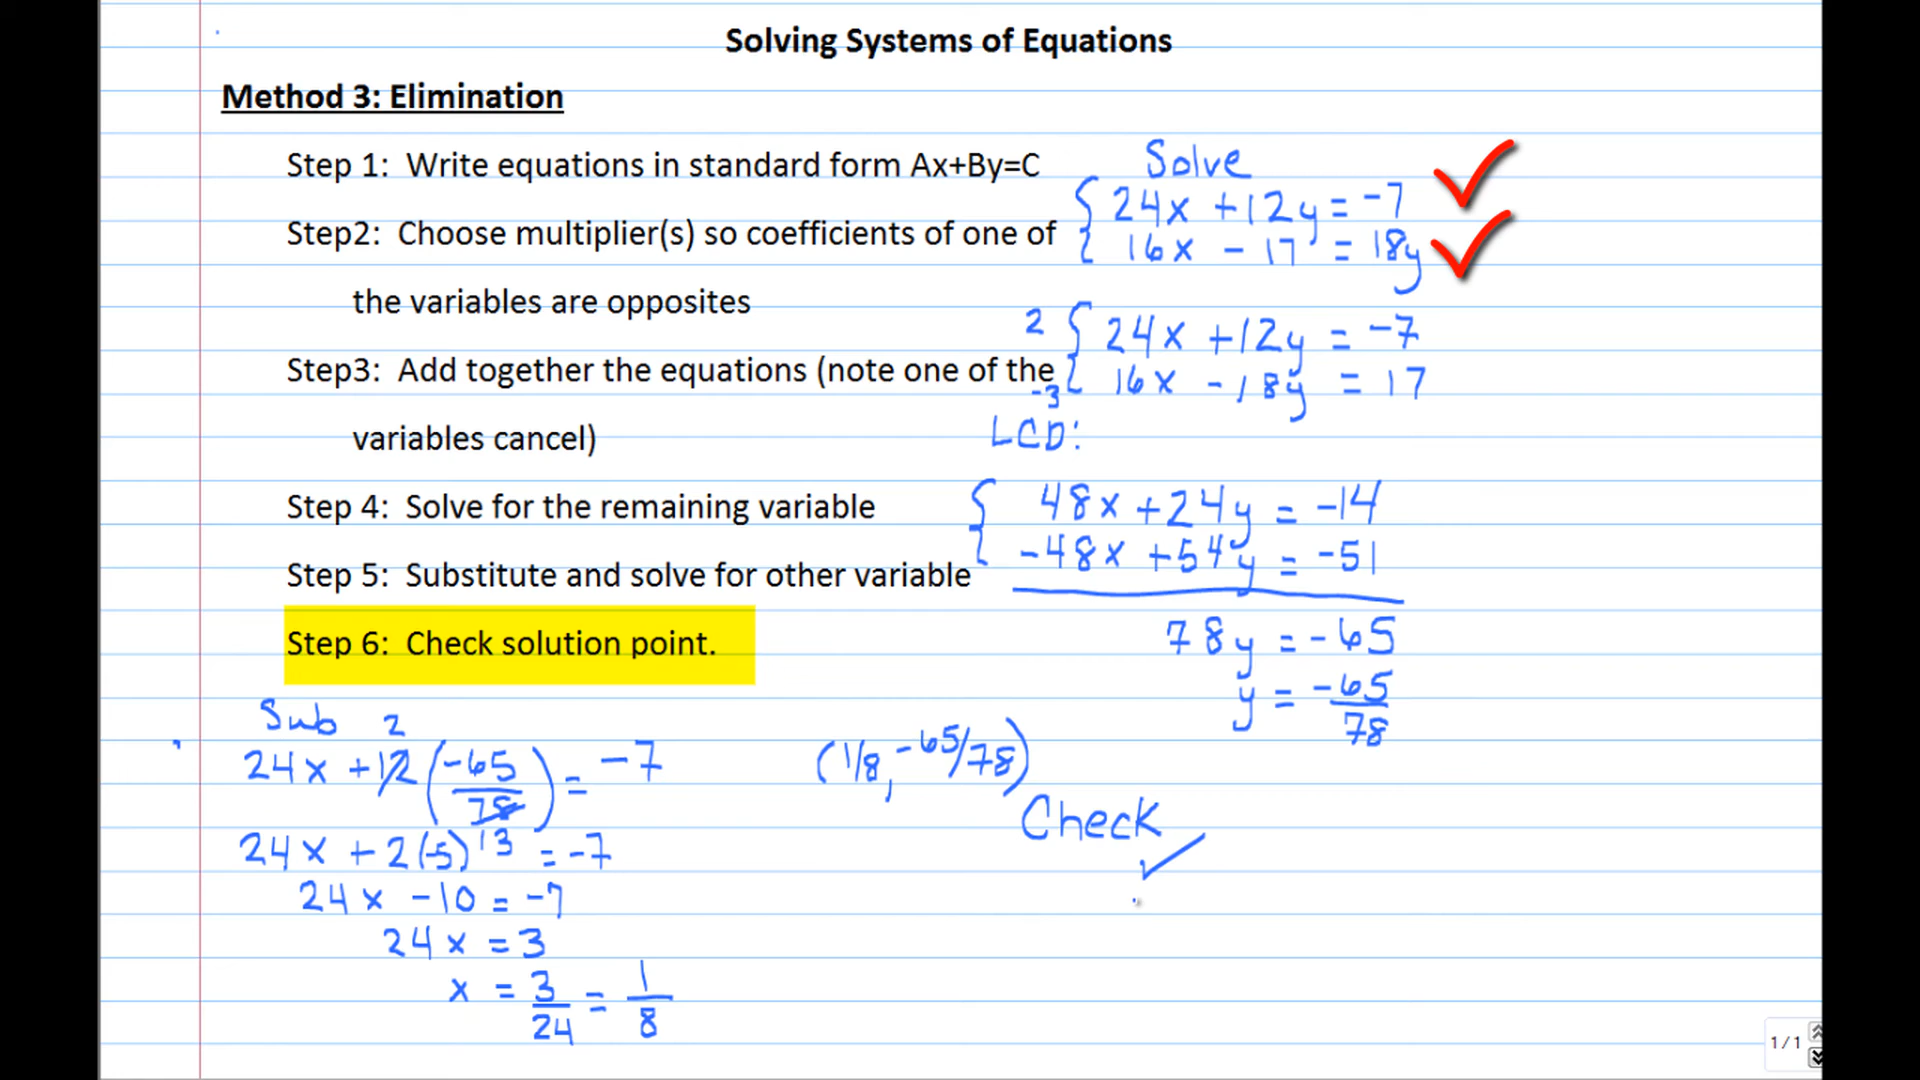 Solving Systems of Equations
Method 3: Elimination
Step 1: Write equations in standard form Ax+By=C
Step2: Choose multiplier(s) so coefficients of one of
the variables are opposites
Step3: Add together the equations (note one of the
variables cancel)
Step 4: Solve for the remaining variable
Step 5: Substitute and solve for other variable
Step 6: Check solution point.
Solve
24x + 12y = -7
16x - 17 = 18y
2 { 24x + 12y = -7
-3 { 16x - 18y = 17
LCD:
48x + 24y = -14
-48x + 54y = -51
78y = -65
y = -65/78
Sub 2
24x + 12(-65/78) = -7
13
24x + 2(-5) = -7
24x - 10 = -7
24x = 3
x = 3/24 = 1/8
(1/8, -65/78)
Check
1/1